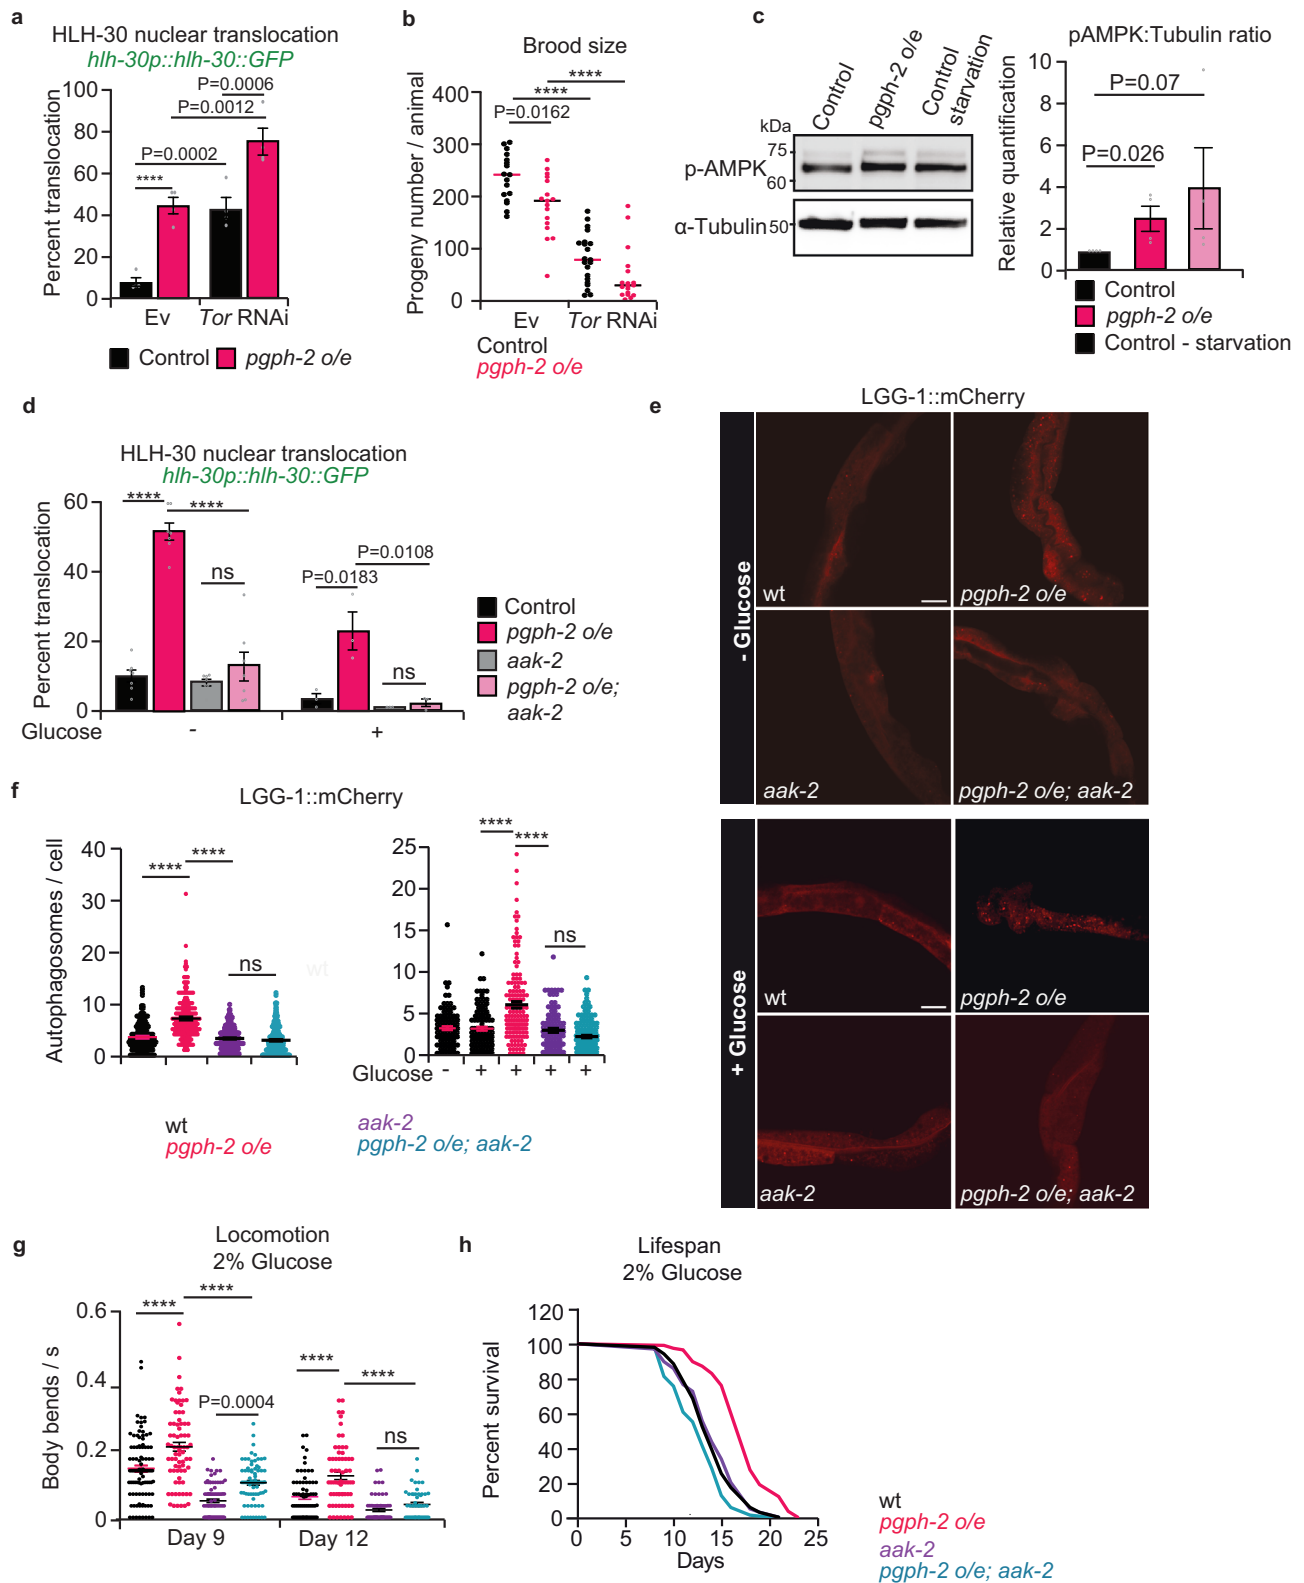 a
HLH-30 nuclear translocation
hlh-30p::hlh-30::GFP
Percent translocation
100
80
60
40
20
0
P=0.0006
P=0.0012
P=0.0002
****
Ev
Tor RNAi
Control
pgph-2 o/e
b
Brood size
Progeny number / animal
400
300
200
100
0
****
****
P=0.0162
Ev
Tor RNAi
Control
pgph-2 o/e
c
Control
pgph-2 o/e
Control starvation
kDa
75
p-AMPK
60
α-Tubulin
50
pAMPK:Tubulin ratio
Relative quantification
10
8
6
4
2
0
P=0.07
P=0.026
Control
pgph-2 o/e
Control - starvation
d
HLH-30 nuclear translocation
hlh-30p::hlh-30::GFP
Percent translocation
60
40
20
0
****
****
ns
P=0.0108
P=0.0183
ns
Glucose
-
+
Control
pgph-2 o/e
aak-2
pgph-2 o/e;
aak-2
e
LGG-1::mCherry
- Glucose
wt
pgph-2 o/e
aak-2
pgph-2 o/e; aak-2
+ Glucose
wt
pgph-2 o/e
aak-2
pgph-2 o/e; aak-2
f
LGG-1::mCherry
Autophagosomes / cell
40
30
20
10
0
****
****
ns
wt
25
20
15
10
5
0
****
****
ns
Glucose - + + + +
wt
pgph-2 o/e
aak-2
pgph-2 o/e; aak-2
g
Locomotion
2% Glucose
Body bends / s
0.6
0.4
0.2
0
****
****
P=0.0004
****
****
ns
Day 9
Day 12
h
Lifespan
2% Glucose
Percent survival
120
100
80
60
40
20
0
0 5 10 15 20 25
Days
wt
pgph-2 o/e
aak-2
pgph-2 o/e; aak-2